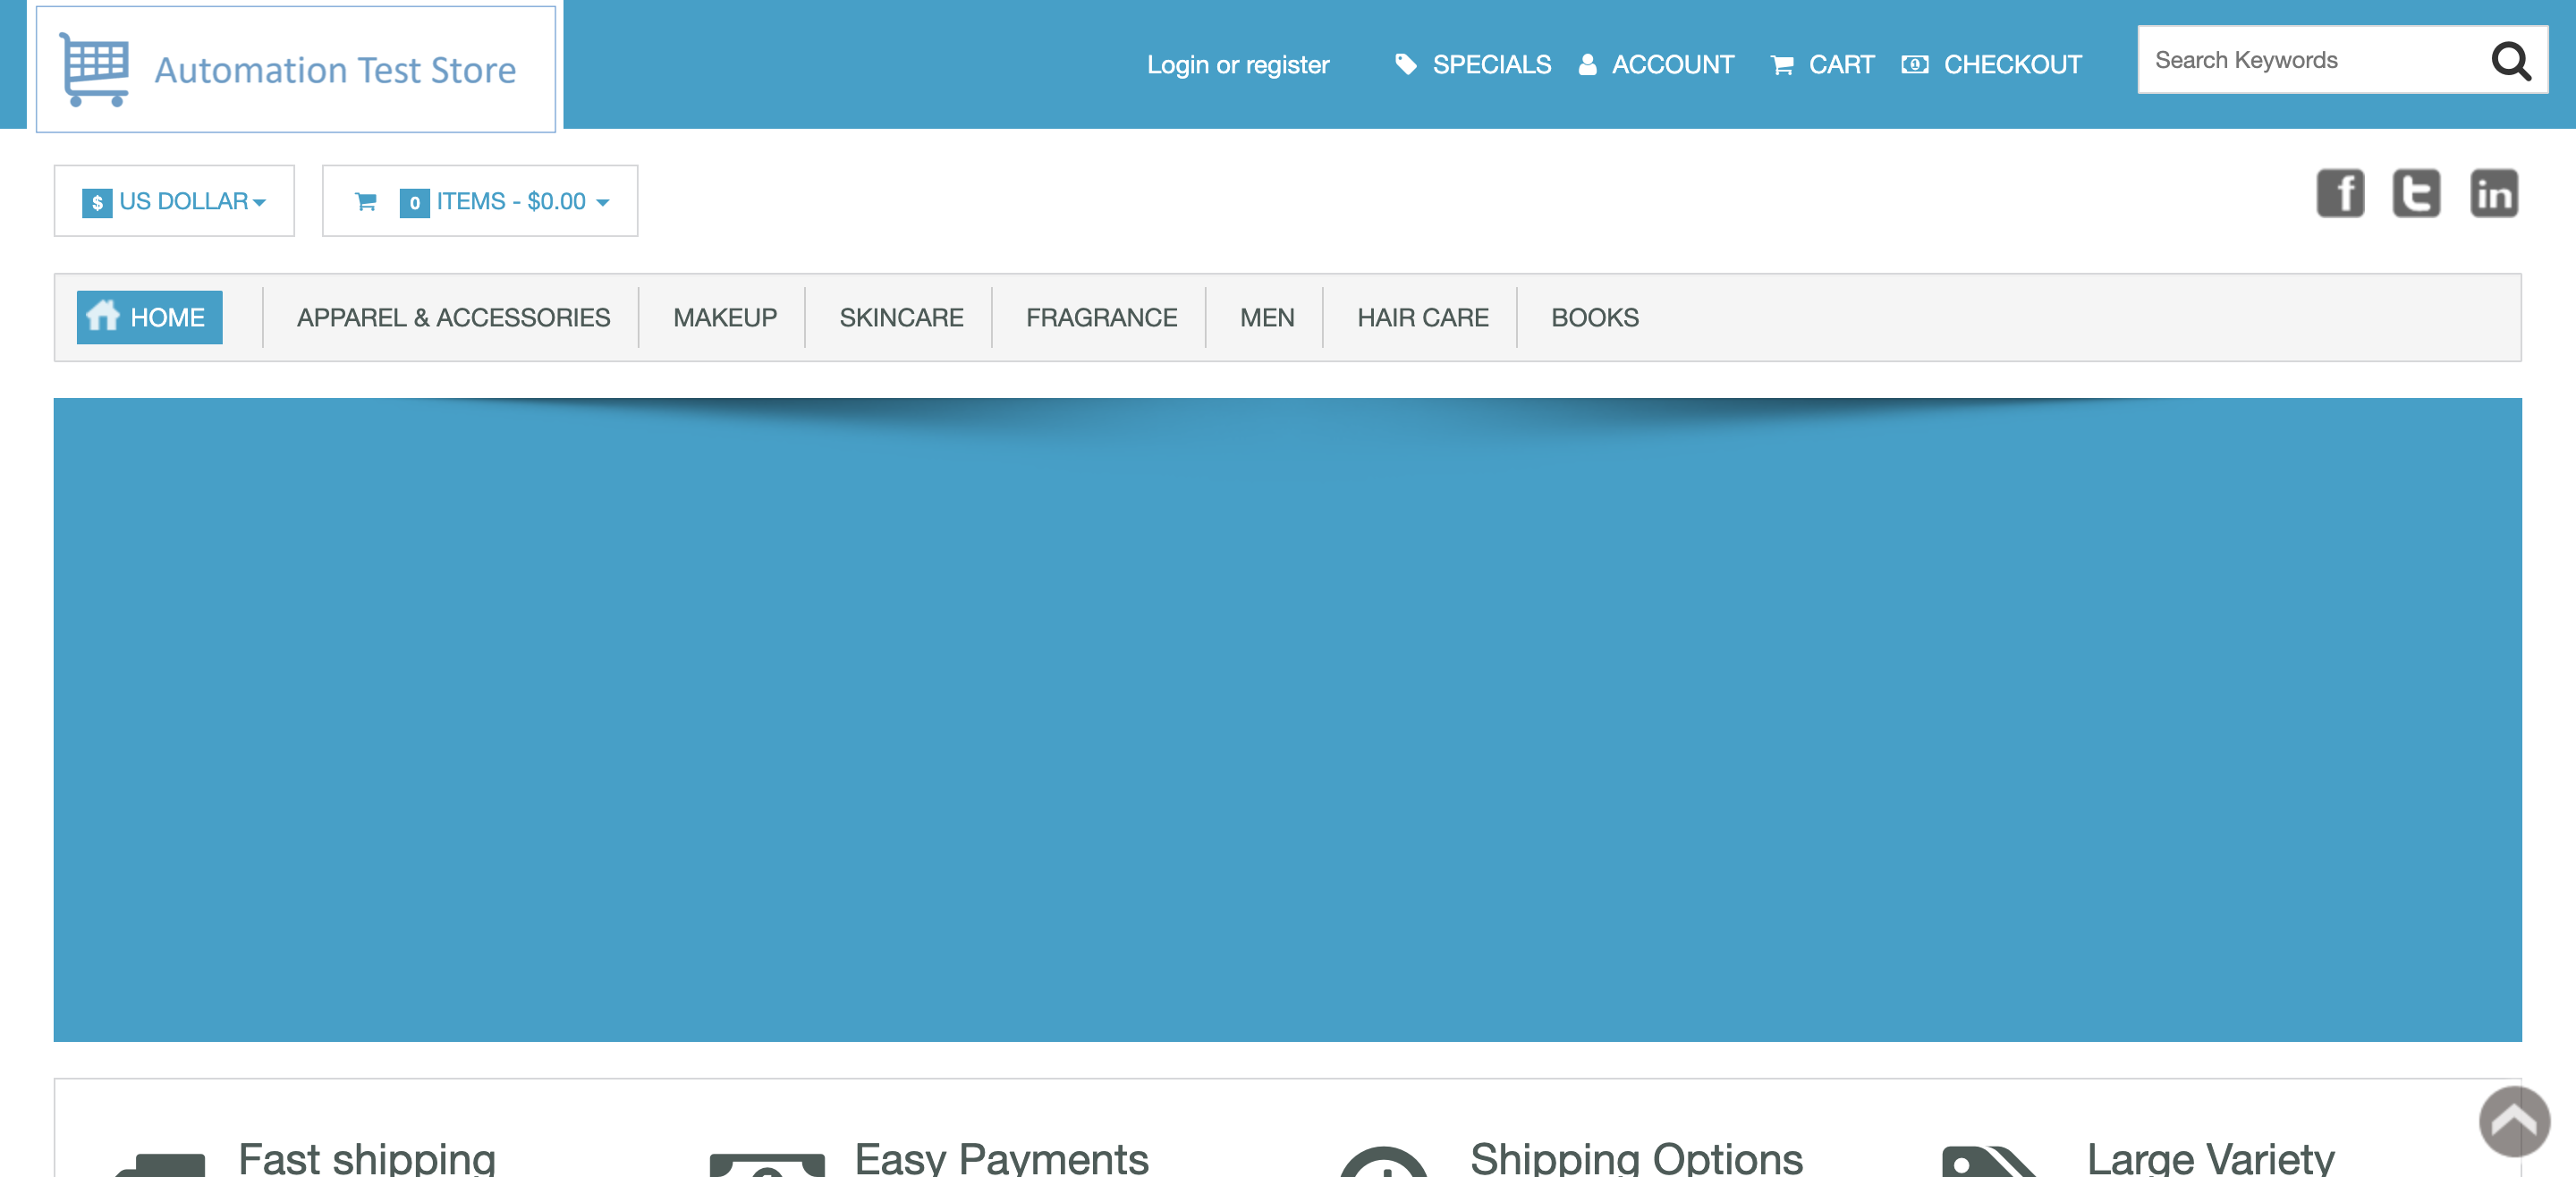 Automation Test Store
Login or register SPECIALS ACCOUNT CART CHECKOUT Search Keywords
$ US DOLLAR 0 ITEMS - $0.00
HOME APPAREL & ACCESSORIES MAKEUP SKINCARE FRAGRANCE MEN HAIR CARE BOOKS
Fast shipping Easy Payments Shipping Options Large Variety